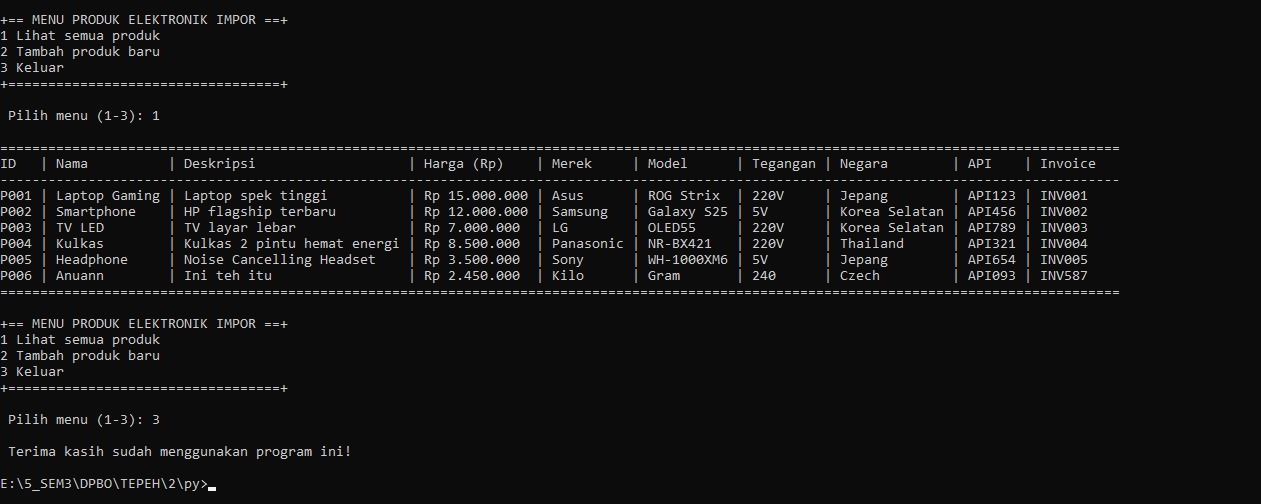 +== MENU PRODUK ELEKTRONIK IMPOR ==+
1 Lihat semua produk
2 Tambah produk baru
3 Keluar
+==================================+
 Pilih menu (1-3): 1
============================================================================================================================================
ID   | Nama          | Deskripsi                   | Harga (Rp)    | Merek     | Model      | Tegangan | Negara        | API    | Invoice
--------------------------------------------------------------------------------------------------------------------------------------------
P001 | Laptop Gaming | Laptop spek tinggi          | Rp 15.000.000 | Asus      | ROG Strix  | 220V     | Jepang        | API123 | INV001
P002 | Smartphone    | HP flagship terbaru         | Rp 12.000.000 | Samsung   | Galaxy S25 | 5V       | Korea Selatan | API456 | INV002
P003 | TV LED        | TV layar lebar              | Rp 7.000.000  | LG        | OLED55     | 220V     | Korea Selatan | API789 | INV003
P004 | Kulkas        | Kulkas 2 pintu hemat energi | Rp 8.500.000  | Panasonic | NR-BX421   | 220V     | Thailand      | API321 | INV004
P005 | Headphone     | Noise Cancelling Headset    | Rp 3.500.000  | Sony      | WH-1000XM6 | 5V       | Jepang        | API654 | INV005
P006 | Anuann        | Ini teh itu                 | Rp 2.450.000  | Kilo      | Gram       | 240      | Czech         | API093 | INV587
============================================================================================================================================
+== MENU PRODUK ELEKTRONIK IMPOR ==+
1 Lihat semua produk
2 Tambah produk baru
3 Keluar
+==================================+
 Pilih menu (1-3): 3
 Terima kasih sudah menggunakan program ini!
E:\5_SEM3\DPBO\TEPEH\2\py>